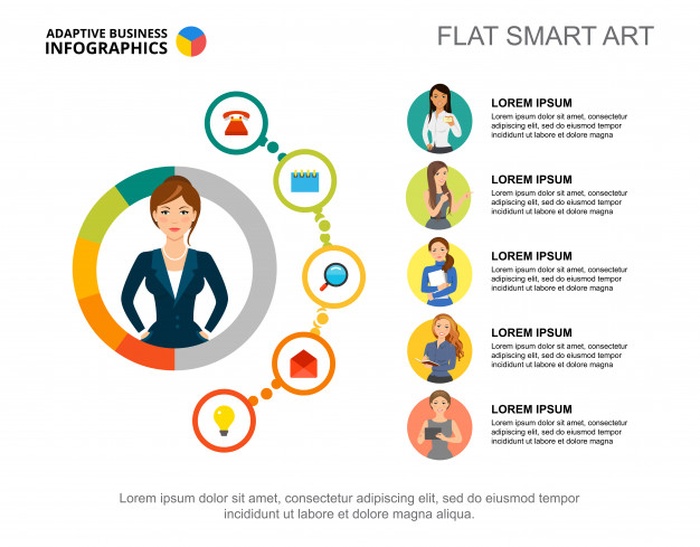 ADAPTIVE BUSINESS
INFOGRAPHICS
FLAT SMART ART
LOREM IPSUM
Lorem ipsum dolor sit amet, consectetur
adipiscing elit, sed do eiusmod tempor
incididunt ut labore et dolore magna
LOREM IPSUM
Lorem ipsum dolor sit amet, consectetur
adipiscing elit, sed do eiusmod tempor
incididunt ut labore et dolore magna
LOREM IPSUM
Lorem ipsum dolor sit amet, consectetur
adipiscing elit, sed do eiusmod tempor
incididunt ut labore et dolore magna
LOREM IPSUM
Lorem ipsum dolor sit amet, consectetur
adipiscing elit, sed do eiusmod tempor
incididunt ut labore et dolore magna
LOREM IPSUM
Lorem ipsum dolor sit amet, consectetur
adipiscing elit, sed do eiusmod tempor
incididunt ut labore et dolore magna
Lorem ipsum dolor sit amet, consectetur adipiscing elit, sed do eiusmod tempor
incididunt ut labore et dolore magna aliqua.